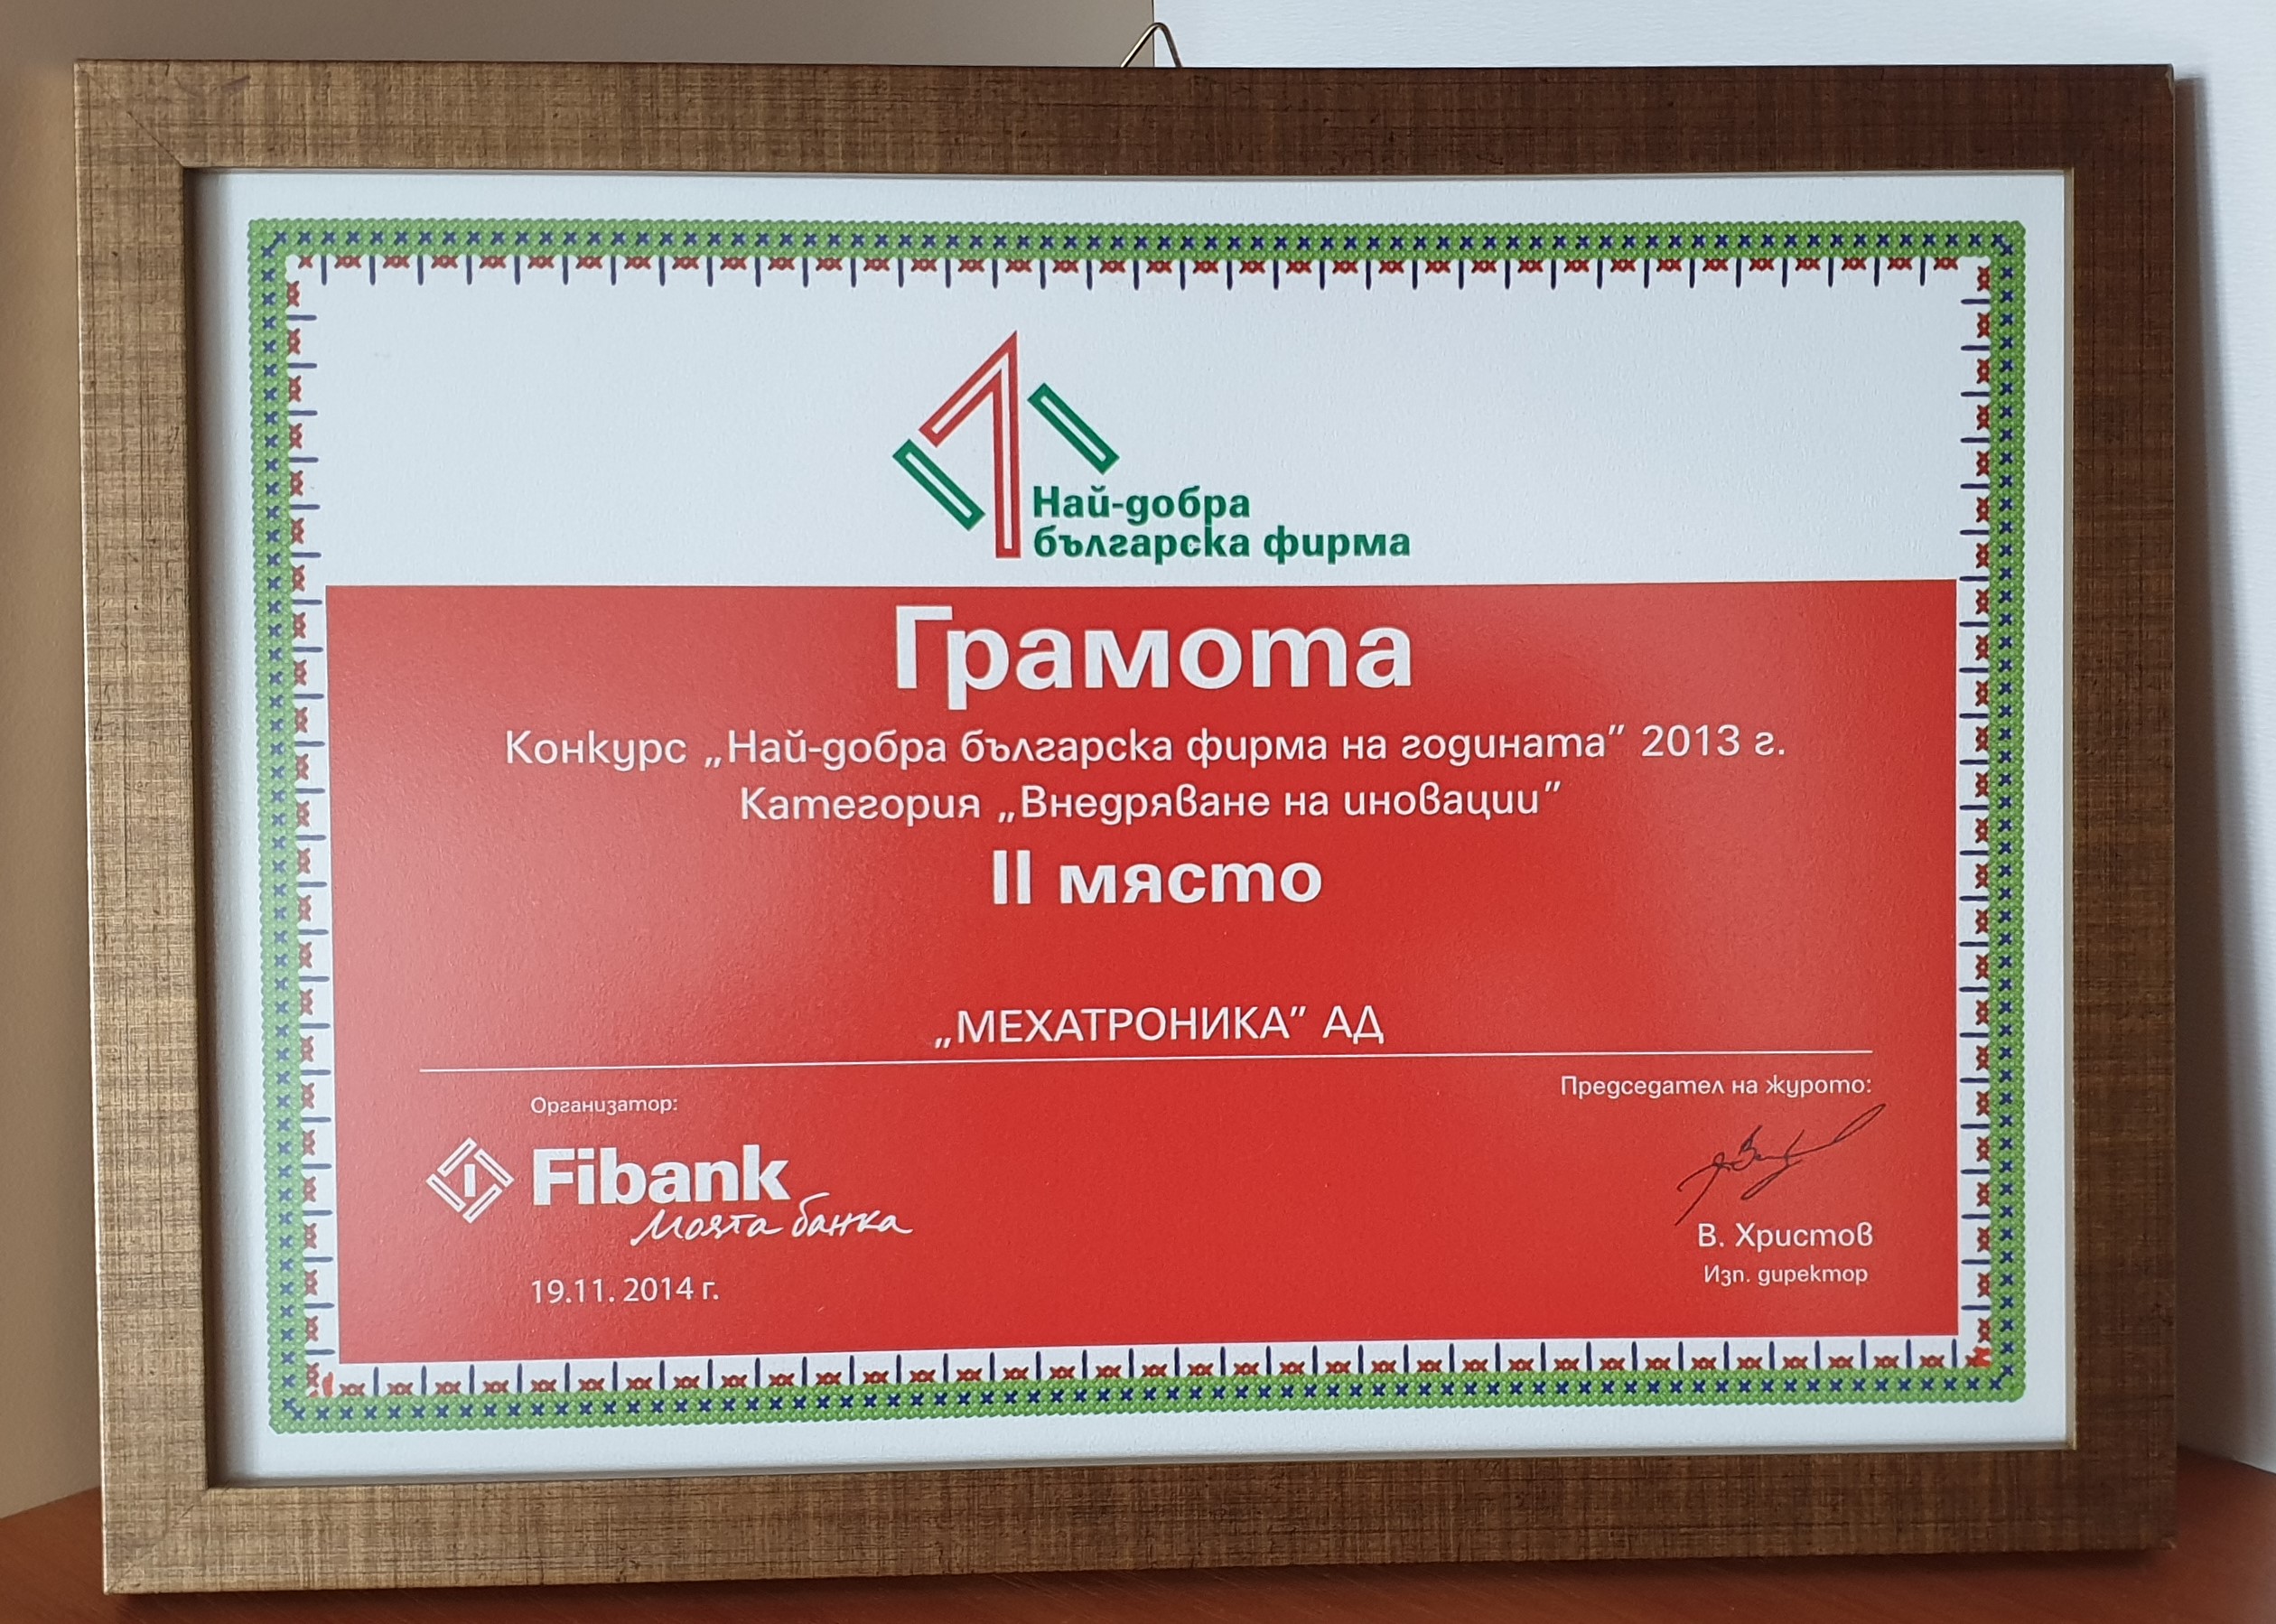 Най-добра
българска фирма
Грамота
Конкурс „Най-добра българска фирма на годината” 2013 г.
Категория „Внедряване на иновации”
II място
„МЕХАТРОНИКА” АД
Организатор:
Fibank
Моята банка
19.11. 2014 г.
Председател на журото:
В. Христов
Изп. директор